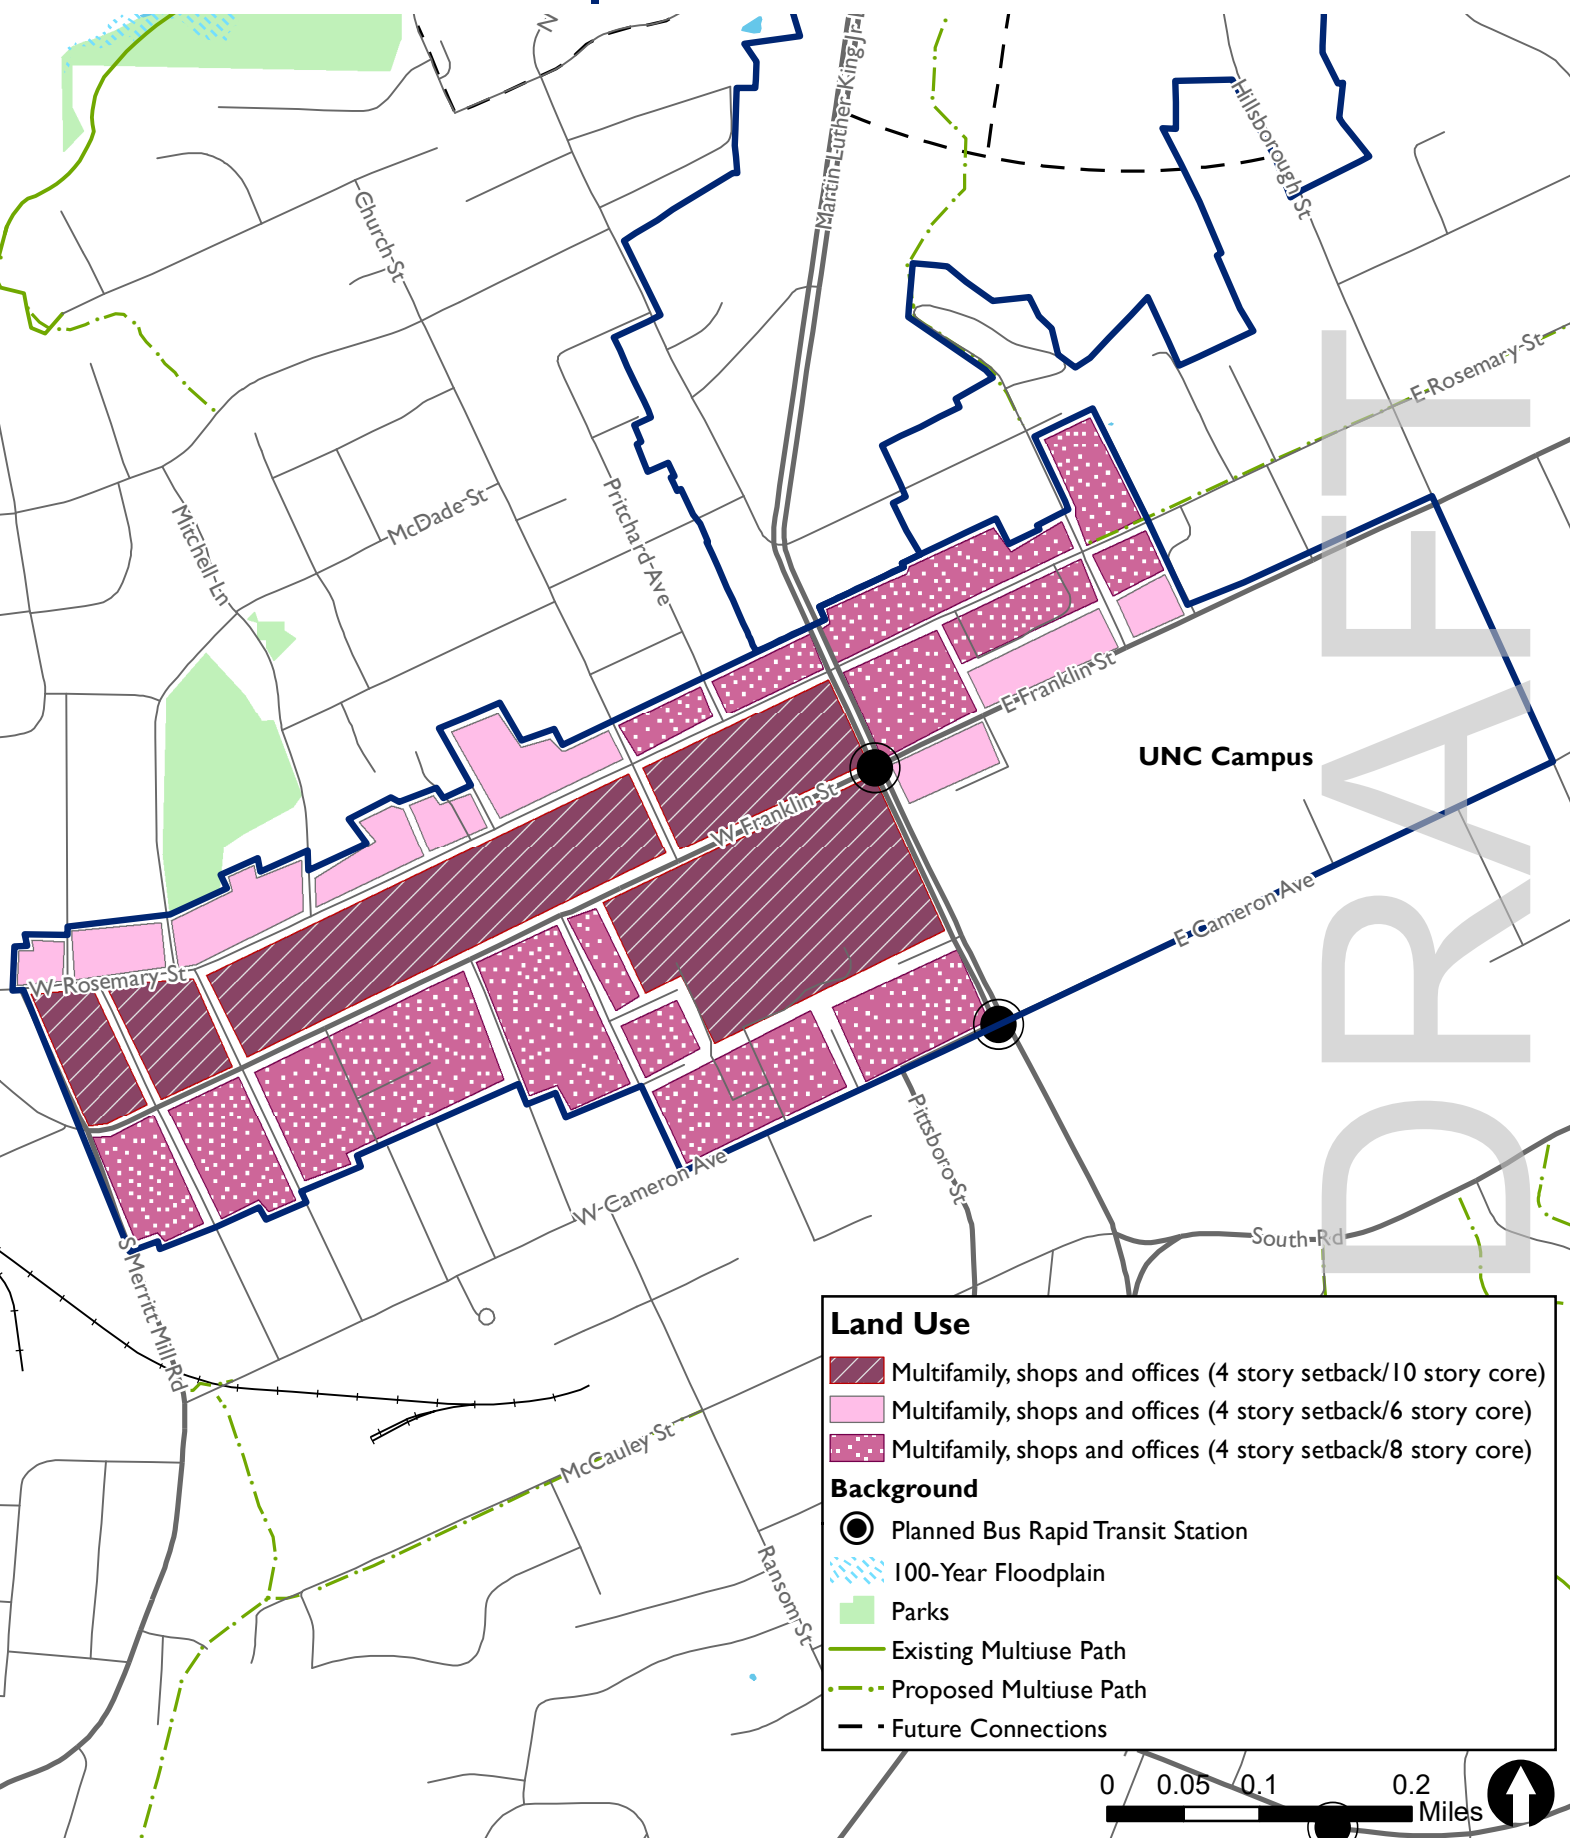 N
Martin Luther King Jr
Hillsborough St
Church St
E Rosemary St
McDade St
Mitchell Ln
Pritchard Ave
E Franklin St
UNC Campus
W Franklin St
E Cameron Ave
W Rosemary St
Pittsboro St
W Cameron Ave
South Rd
S Merritt Mill Rd
McCauley St
Ransom St
DRAFT
Land Use
Multifamily, shops and offices (4 story setback/10 story core)
Multifamily, shops and offices (4 story setback/6 story core)
Multifamily, shops and offices (4 story setback/8 story core)
Background
Planned Bus Rapid Transit Station
100-Year Floodplain
Parks
Existing Multiuse Path
Proposed Multiuse Path
Future Connections
0 0.05 0.1 0.2
Miles